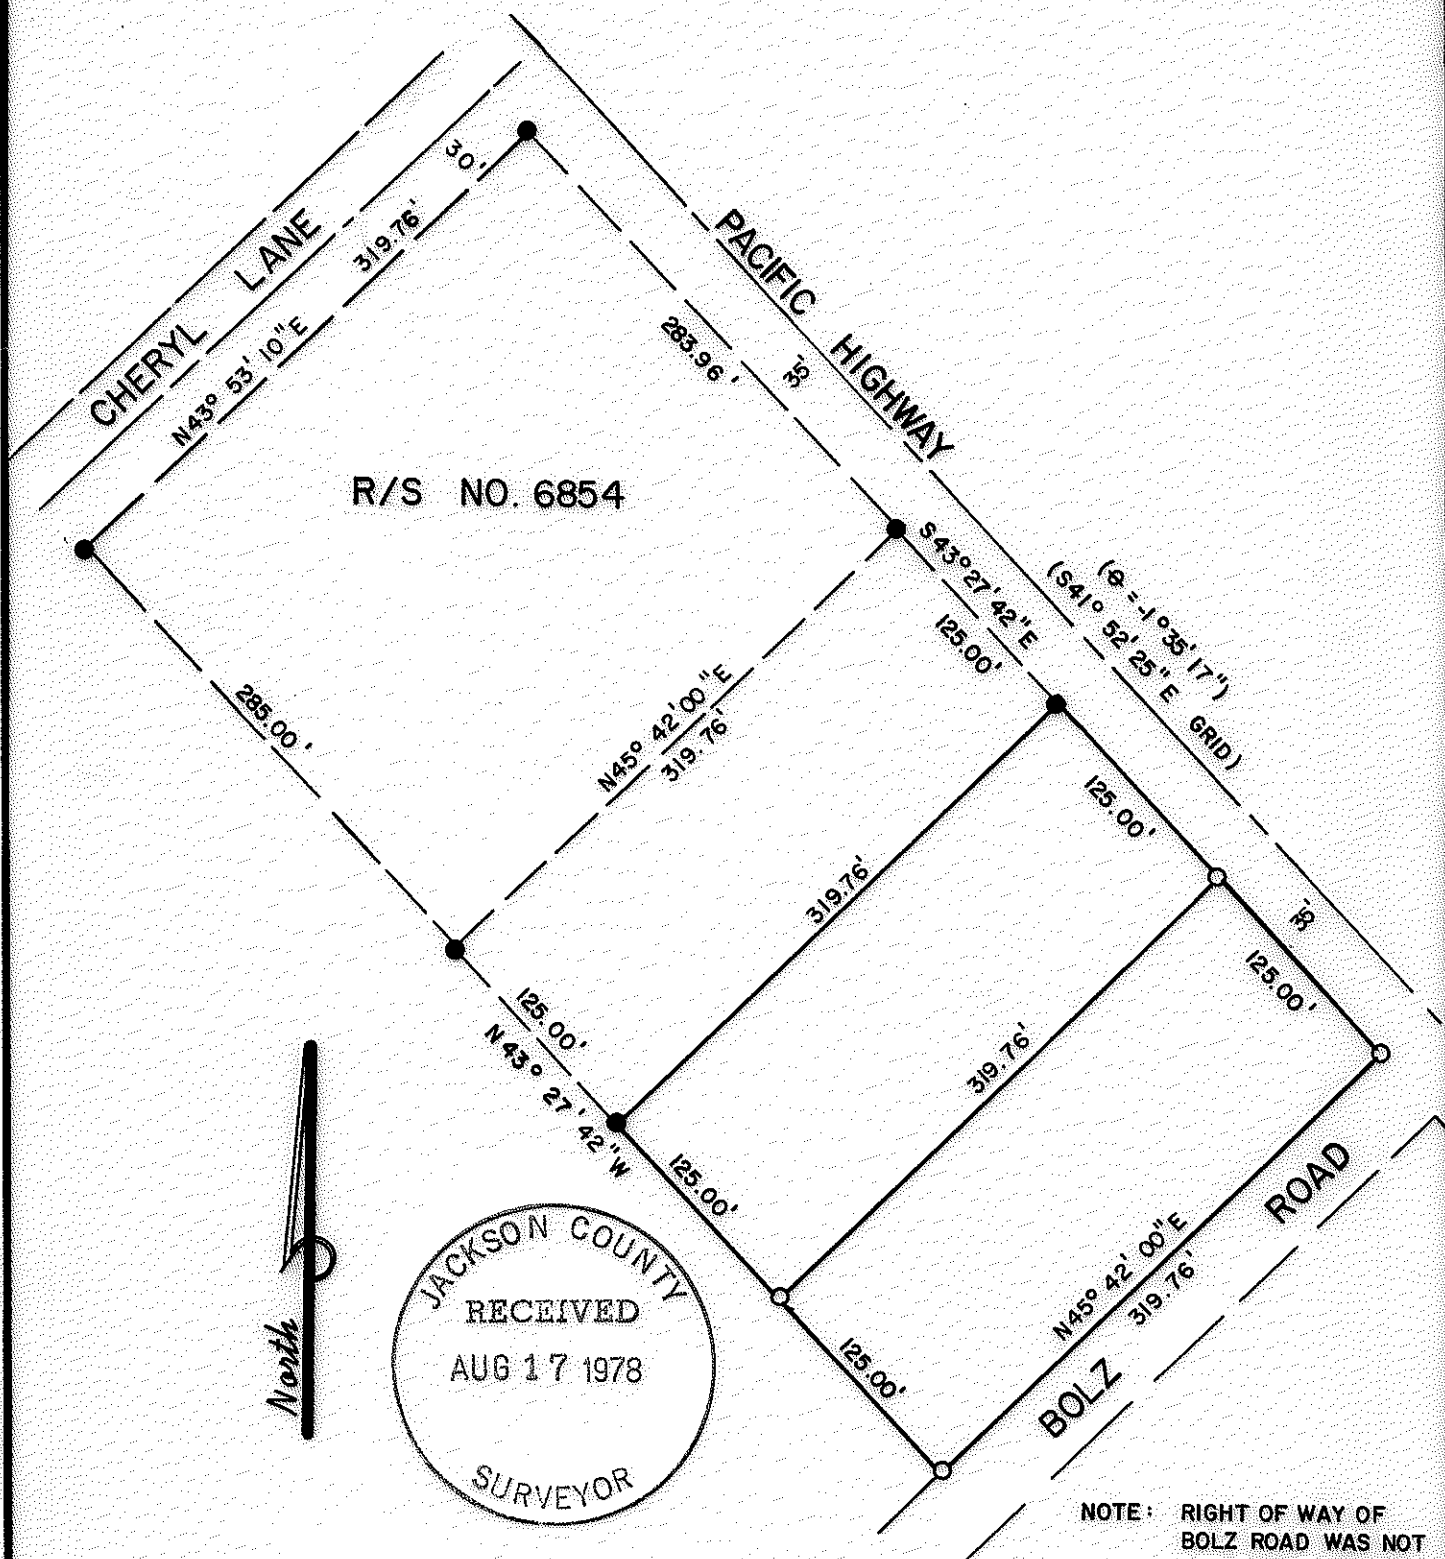 CHERYL LANE
30'
319.76'
N43° 53' 10"E
PACIFIC HIGHWAY
283.96'
35'
R/S NO. 6854
S43°27'42"E
125.00'
(θ = -1°35'17")
(S41° 52' 25"E GRID)
285.00'
N45° 42' 00"E
319.76'
125.00'
319.76'
35'
125.00'
125.00'
N43° 27' 42"W
319.76'
125.00'
125.00'
N45° 42' 00"E
319.76'
BOLZ ROAD
North
JACKSON COUNTY
RECEIVED
AUG 17 1978
SURVEYOR
NOTE: RIGHT OF WAY OF
BOLZ ROAD WAS NOT